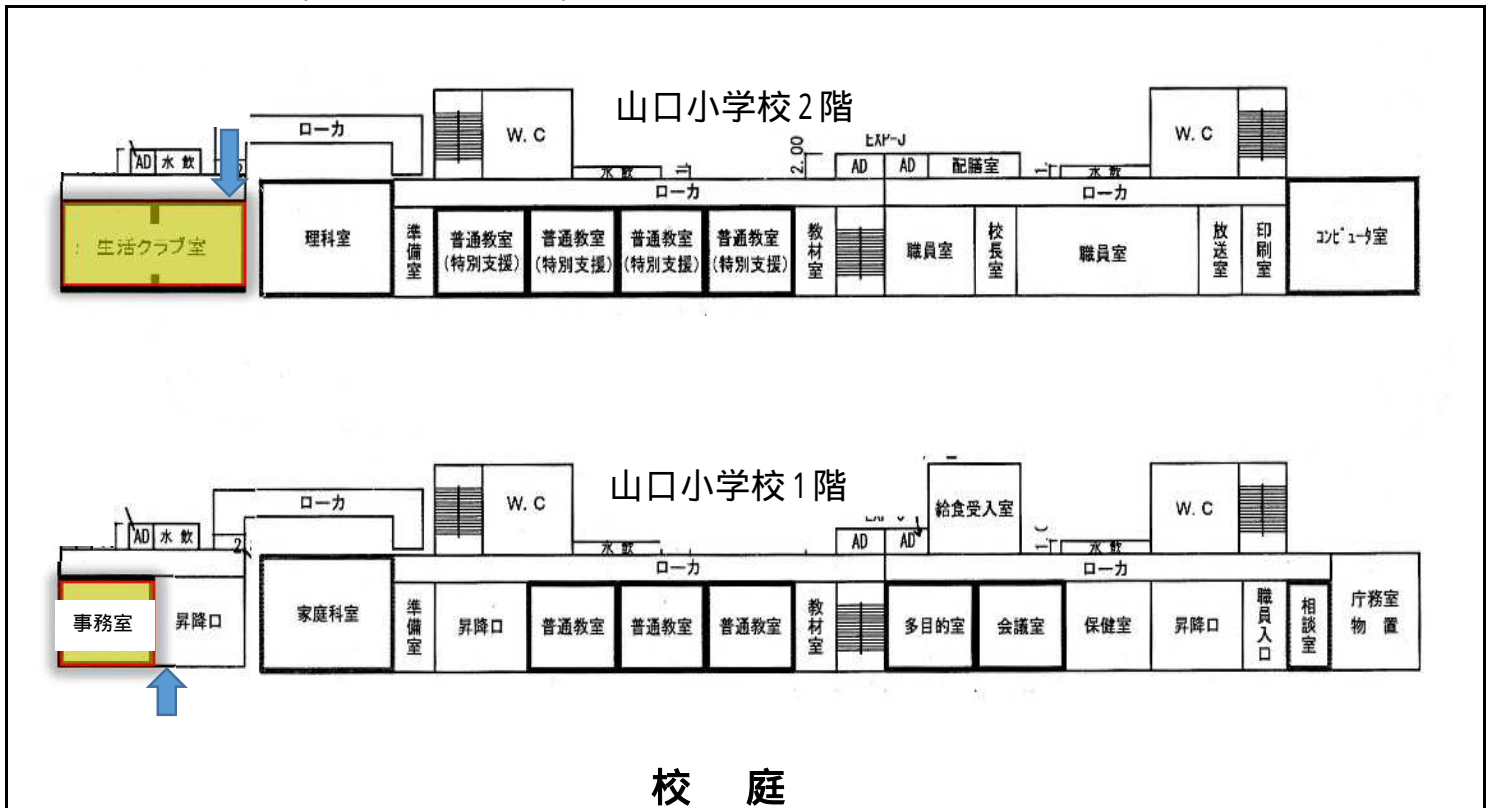 山口小学校2階
EXP-J
W.C
W.C
ローカ
AD
水飲
水飲
2.00
AD
AD
配膳室
水飲
ローカ
ローカ
生活クラブ室
理科室
準備室
普通教室
(特別支援)
普通教室
(特別支援)
普通教室
(特別支援)
普通教室
(特別支援)
教材室
職員室
校長室
職員室
放送室
印刷室
コンピュータ室
山口小学校1階
W.C
給食受入室
W.C
ローカ
AD
水飲
水飲
AD
AD
水飲
ローカ
ローカ
事務室
昇降口
家庭科室
準備室
昇降口
普通教室
普通教室
普通教室
教材室
多目的室
会議室
保健室
昇降口
職員入口
相談室
庁務室
物置
校庭